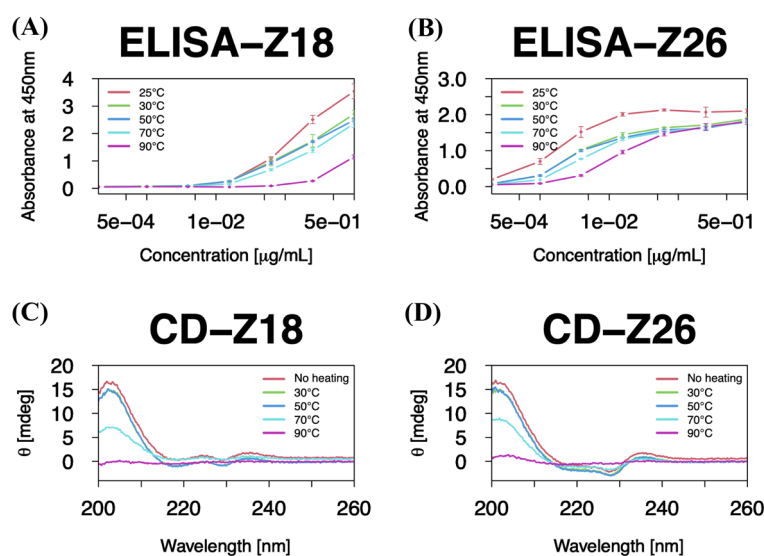 (A)
ELISA–Z18
Absorbance at 450nm
4
3
2
1
0
25°C
30°C
50°C
70°C
90°C
5e−04
1e−02
5e−01
Concentration [μg/mL]
(B)
ELISA–Z26
Absorbance at 450nm
3.0
2.0
1.0
0.0
25°C
30°C
50°C
70°C
90°C
5e−04
1e−02
5e−01
Concentration [μg/mL]
(C)
CD–Z18
θ [mdeg]
20
15
10
5
0
No heating
30°C
50°C
70°C
90°C
200
220
240
260
Wavelength [nm]
(D)
CD–Z26
θ [mdeg]
20
15
10
5
0
No heating
30°C
50°C
70°C
90°C
200
220
240
260
Wavelength [nm]